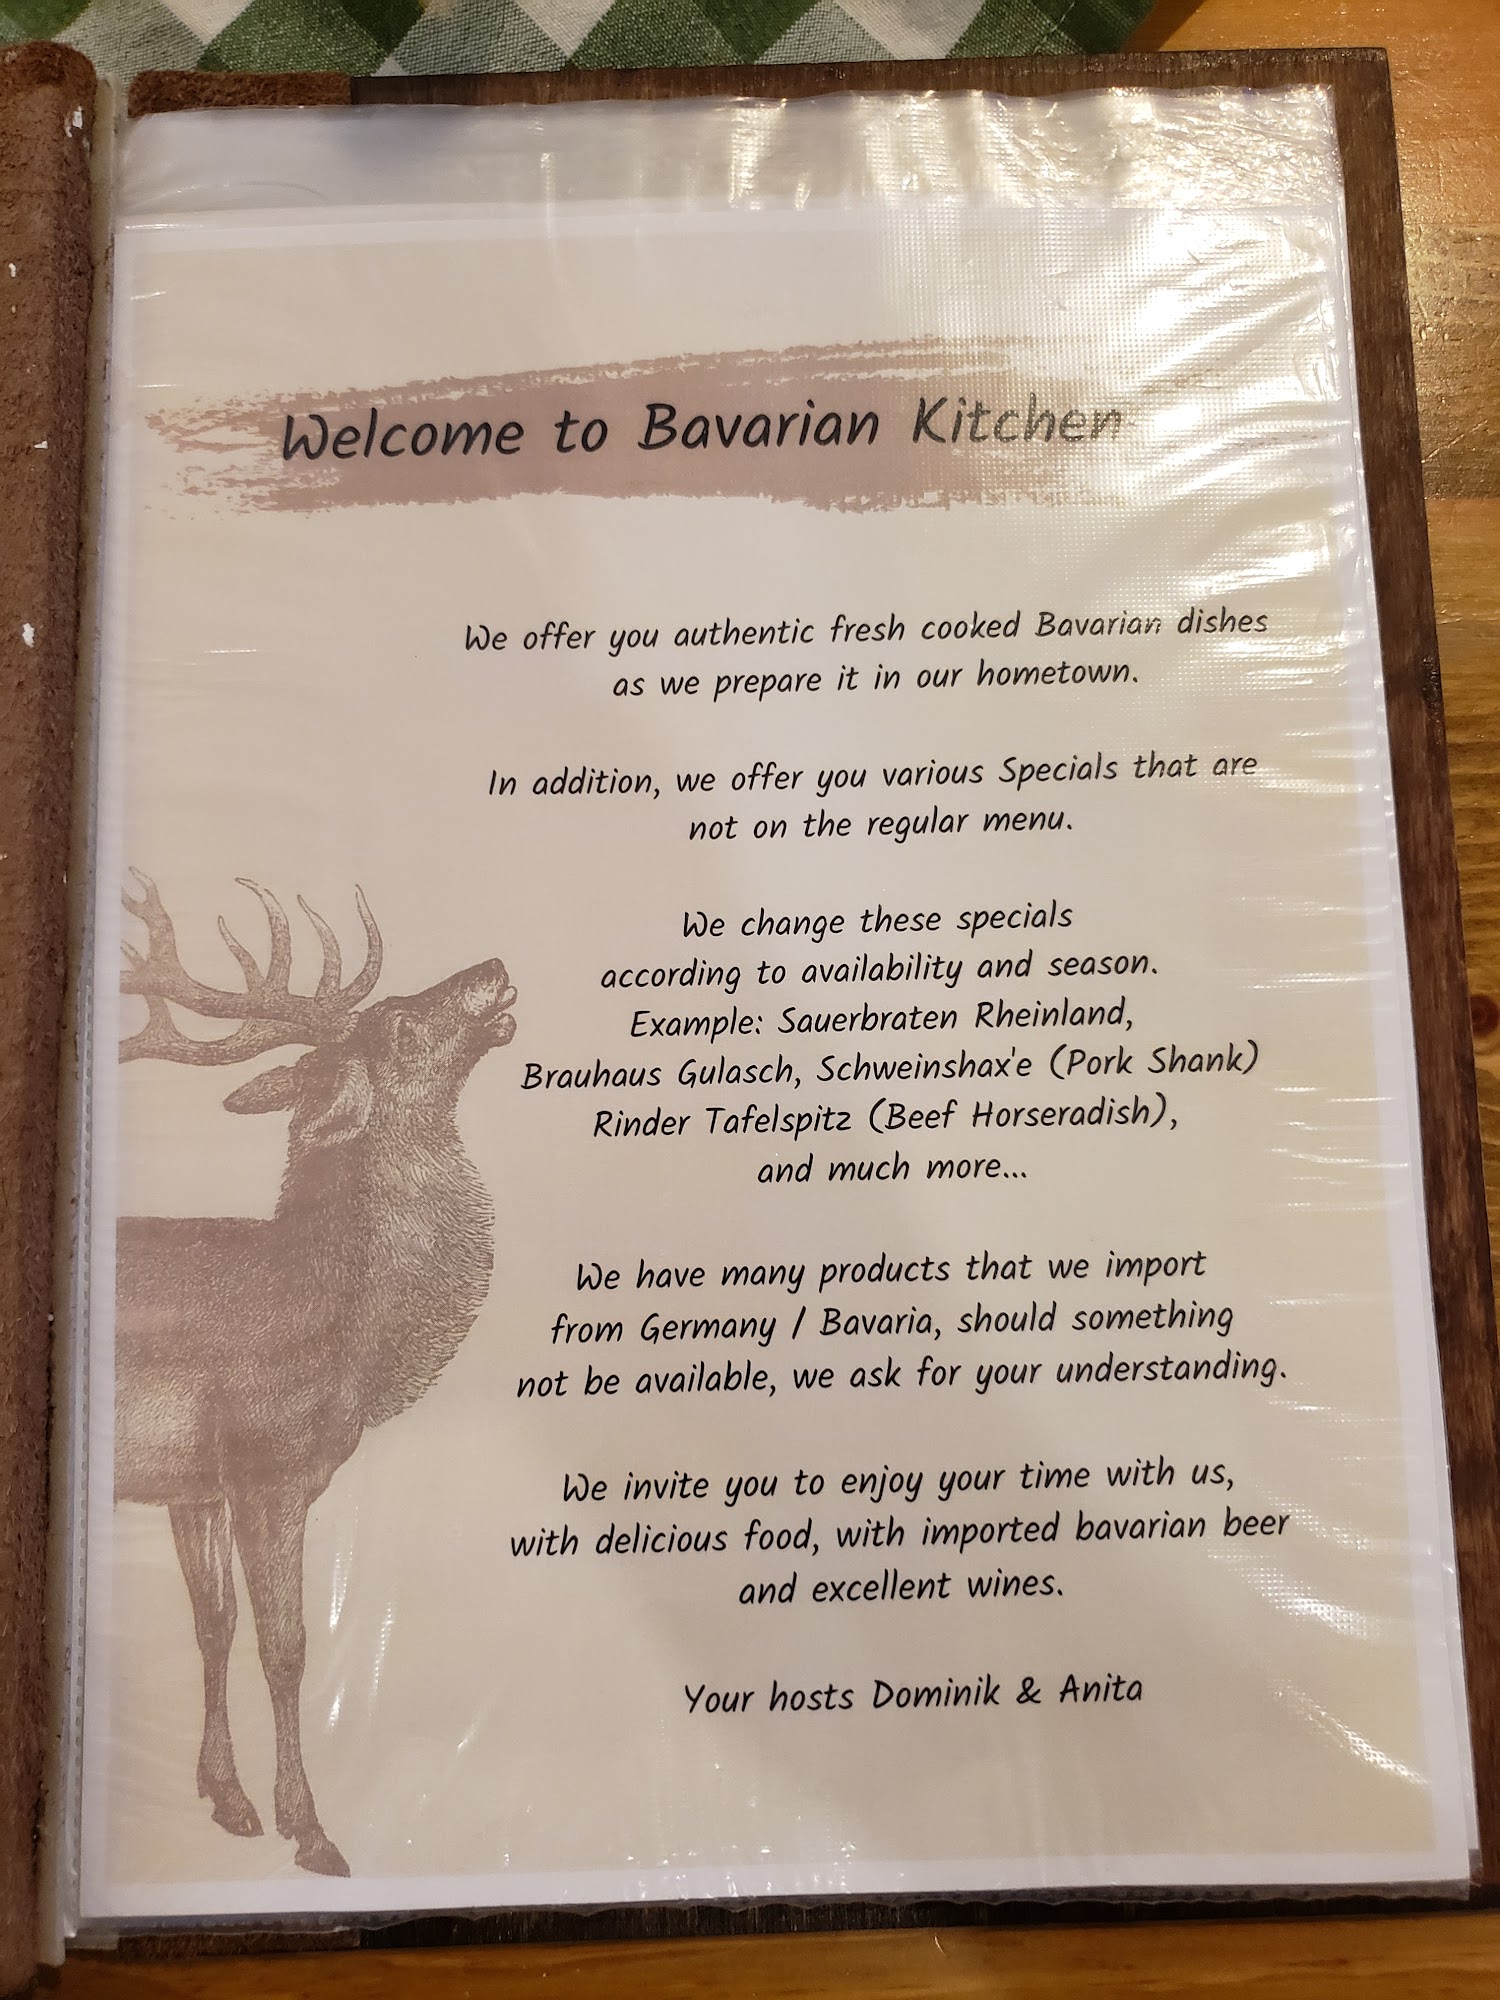 Welcome to Bavarian Kitchen
We offer you authentic fresh cooked Bavarian dishes
as we prepare it in our hometown.
In addition, we offer you various Specials that are
not on the regular menu.
We change these specials
according to availability and season.
Example: Sauerbraten Rheinland,
Brauhaus Gulasch, Schweinshax'e (Pork Shank)
Rinder Tafelspitz (Beef Horseradish),
and much more...
We have many products that we import
from Germany / Bavaria, should something
not be available, we ask for your understanding.
We invite you to enjoy your time with us,
with delicious food, with imported bavarian beer
and excellent wines.
Your hosts Dominik & Anita